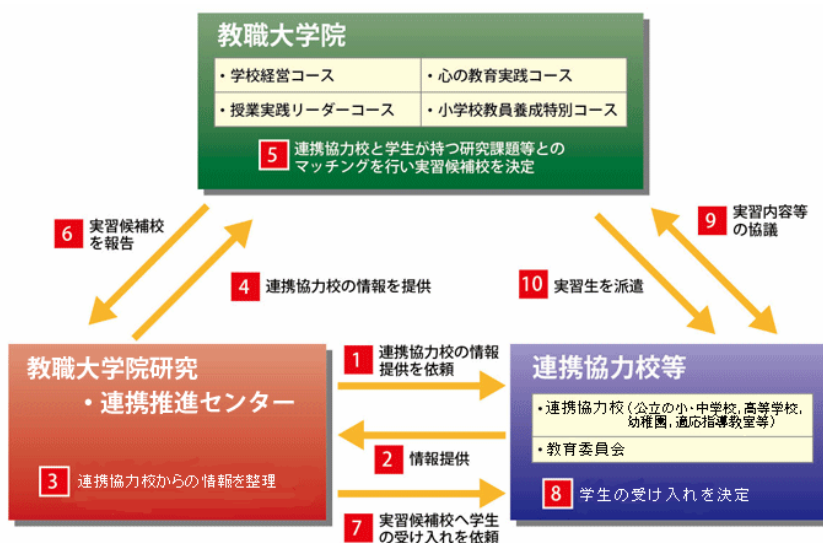 教職大学院
・学校経営コース
・心の教育実践コース
・授業実践リーダーコース
・小学校教員養成特別コース
5 連携協力校と学生が持つ研究課題等との
マッチングを行い実習候補校を決定
6 実習候補校
を報告
9 実習内容等
の協議
4 連携協力校の情報を提供
10 実習生を派遣
教職大学院研究
・連携推進センター
3 連携協力校からの情報を整理
1 連携協力校の情報
提供を依頼
2 情報提供
7 実習候補校へ学生
の受け入れを依頼
連携協力校等
・連携協力校(公立の小・中学校,高等学校,
幼稚園,適応指導教室等)
・教育委員会
8 学生の受け入れを決定